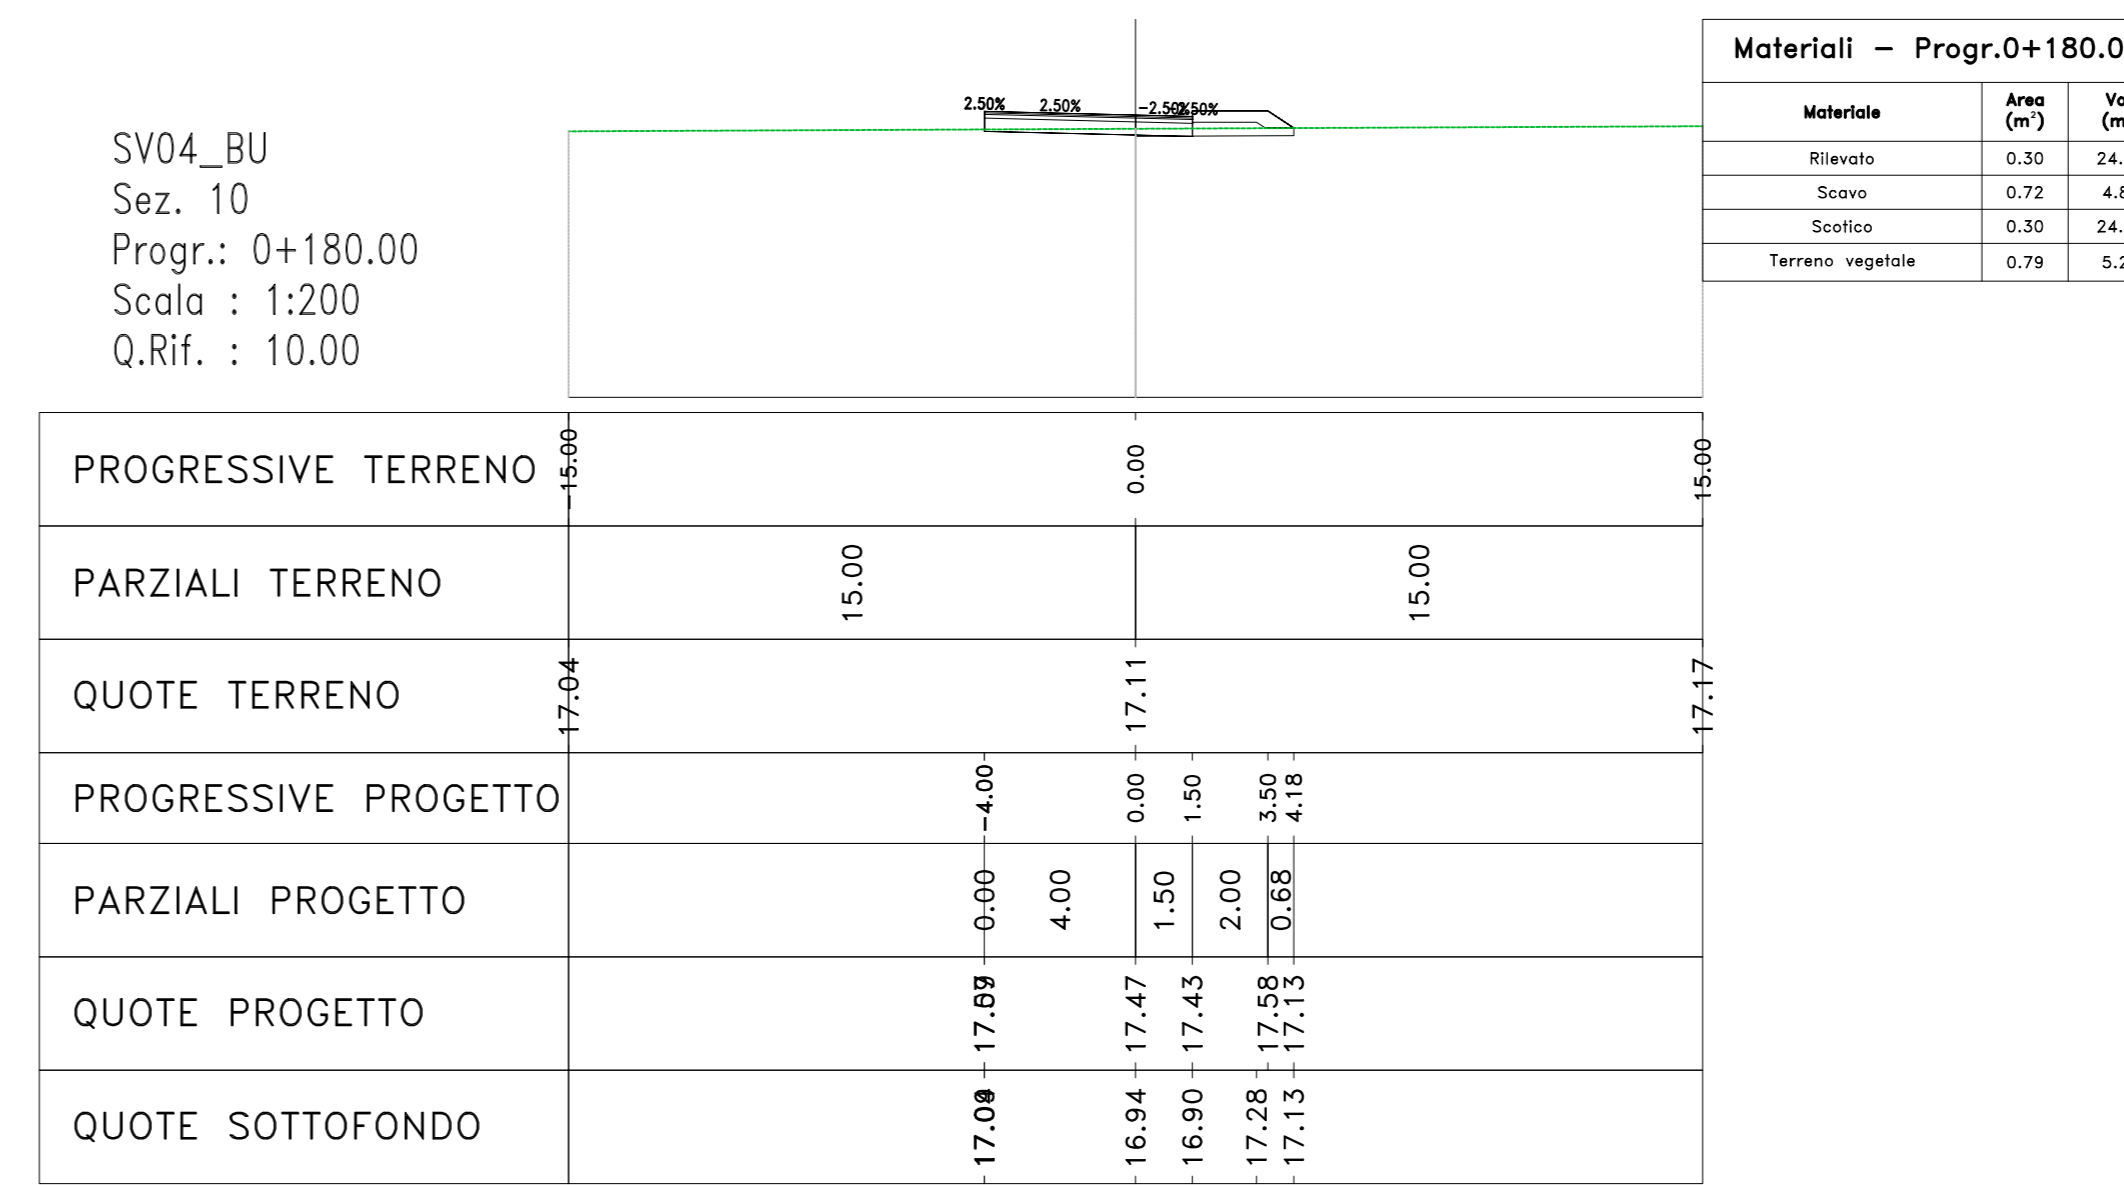 Materiali - Progr.0+180.0
Materiale Area (m²)
Rilevato 0.30 24.
Scavo 0.72 4.8
Scotico 0.30 24.
Terreno vegetale 0.79 5.2
2.50% 2.50% -2.50%
SV04_BU
Sez. 10
Progr.: 0+180.00
Scala : 1:200
Q.Rif. : 10.00
PROGRESSIVE TERRENO -15.00 0.00 15.00
PARZIALI TERRENO 15.00 15.00
QUOTE TERRENO 17.04 17.11 17.17
PROGRESSIVE PROGETTO -4.00 0.00 1.50 3.50 4.18
PARZIALI PROGETTO 0.00 4.00 1.50 2.00 0.68
QUOTE PROGETTO 17.47 17.43 17.58 17.13
QUOTE SOTTOFONDO 16.94 16.90 17.28 17.13